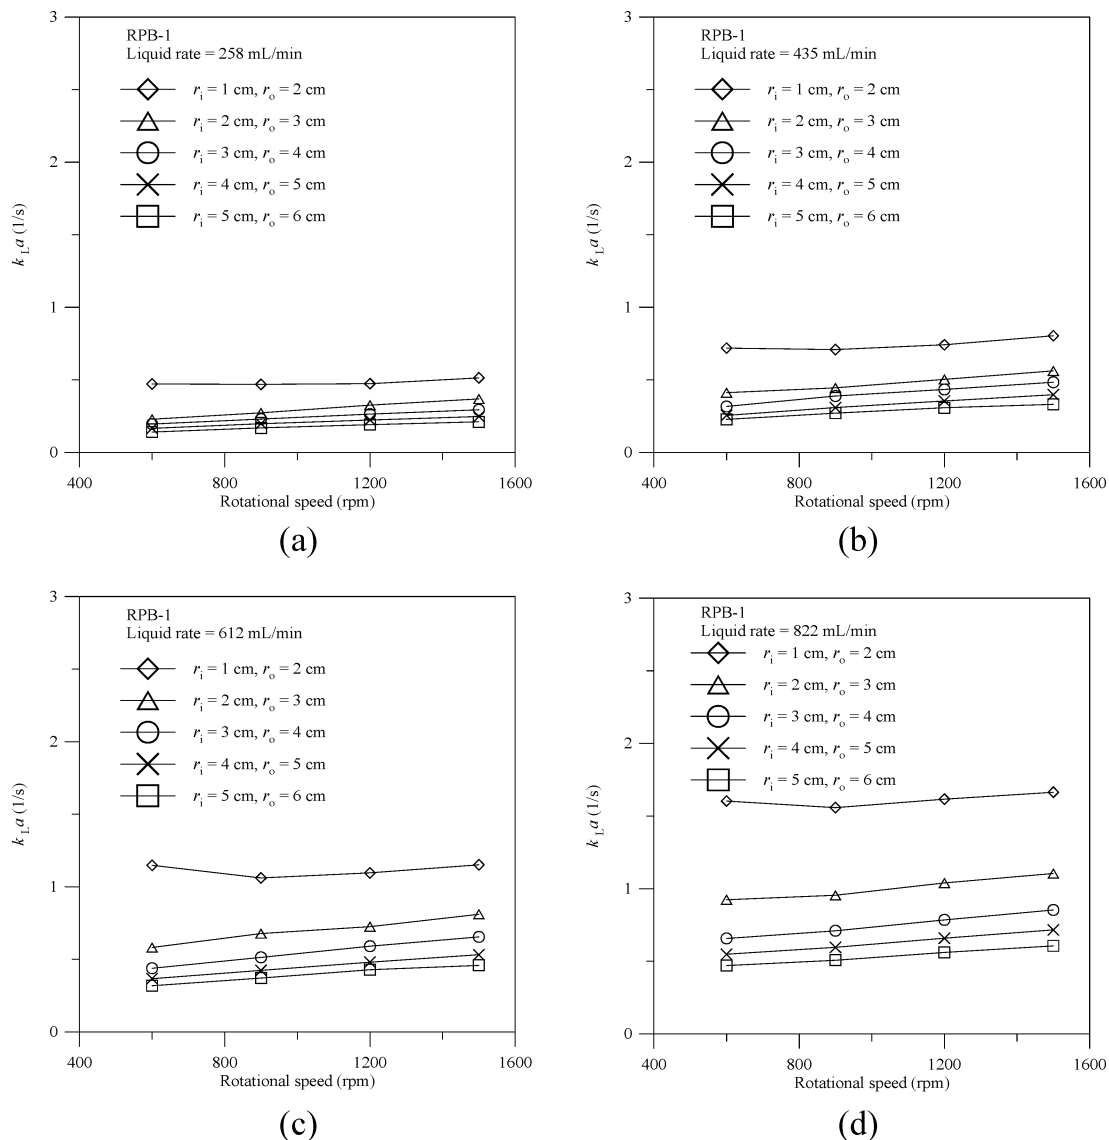 3
RPB-1
Liquid rate = 258 mL/min
ri = 1 cm, ro = 2 cm
ri = 2 cm, ro = 3 cm
ri = 3 cm, ro = 4 cm
ri = 4 cm, ro = 5 cm
ri = 5 cm, ro = 6 cm
2
1
0
kLa (1/s)
400 800 1200 1600
Rotational speed (rpm)
(a)
3
RPB-1
Liquid rate = 435 mL/min
ri = 1 cm, ro = 2 cm
ri = 2 cm, ro = 3 cm
ri = 3 cm, ro = 4 cm
ri = 4 cm, ro = 5 cm
ri = 5 cm, ro = 6 cm
2
1
0
kLa (1/s)
400 800 1200 1600
Rotational speed (rpm)
(b)
3
RPB-1
Liquid rate = 612 mL/min
ri = 1 cm, ro = 2 cm
ri = 2 cm, ro = 3 cm
ri = 3 cm, ro = 4 cm
ri = 4 cm, ro = 5 cm
ri = 5 cm, ro = 6 cm
2
1
0
kLa (1/s)
400 800 1200 1600
Rotational speed (rpm)
(c)
3
RPB-1
Liquid rate = 822 mL/min
ri = 1 cm, ro = 2 cm
ri = 2 cm, ro = 3 cm
ri = 3 cm, ro = 4 cm
ri = 4 cm, ro = 5 cm
ri = 5 cm, ro = 6 cm
2
1
0
kLa (1/s)
400 800 1200 1600
Rotational speed (rpm)
(d)